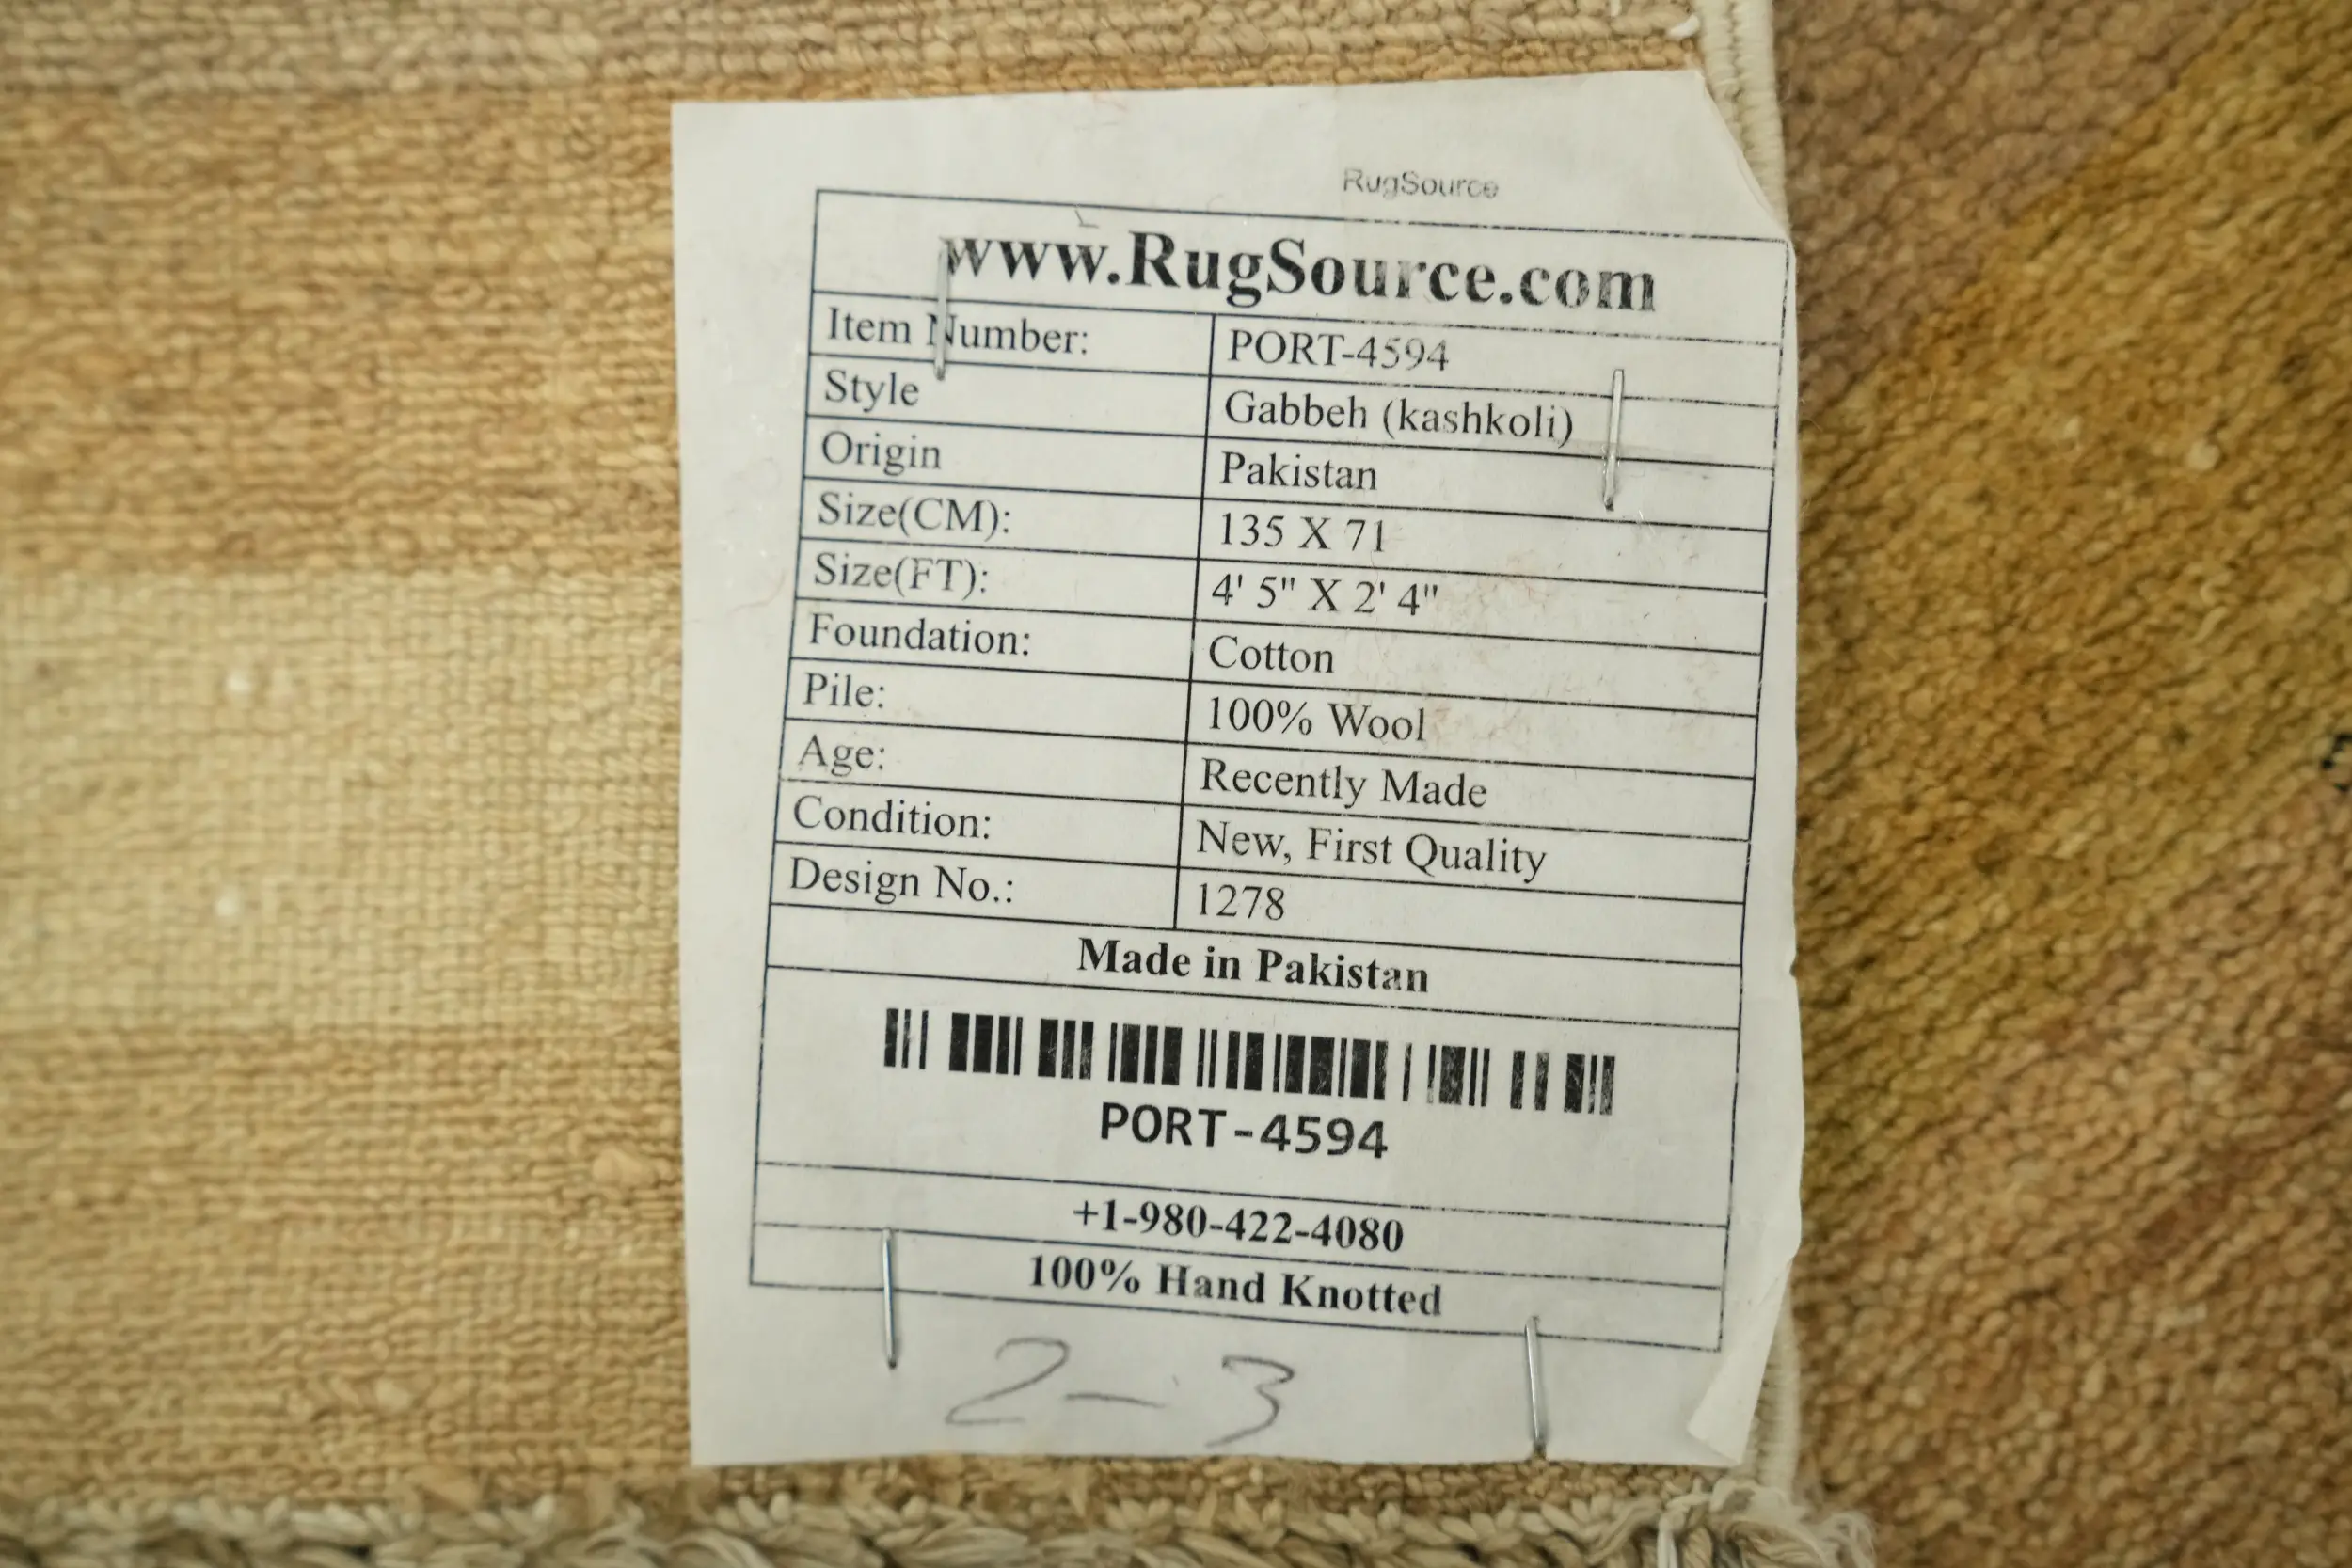 RugSource
www.RugSource.com
Item Number: PORT-4594
Style Gabbeh (kashkoli)
Origin Pakistan
Size(CM): 135 X 71
Size(FT): 4' 5" X 2' 4"
Foundation: Cotton
Pile: 100% Wool
Age: Recently Made
Condition: New, First Quality
Design No.: 1278
Made in Pakistan
PORT-4594
+1-980-422-4080
100% Hand Knotted
2-3